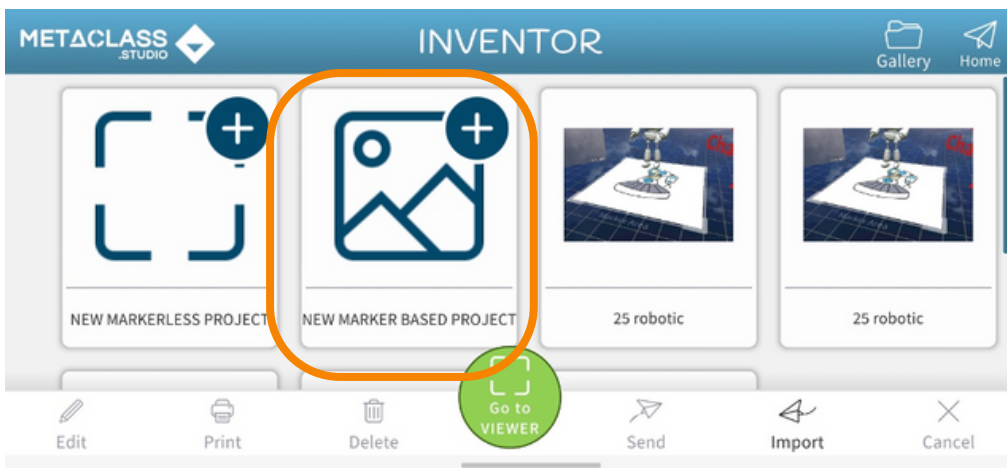 METACLASS
.STUDIO
INVENTOR
Gallery
Home
NEW MARKERLESS PROJECT
NEW MARKER BASED PROJECT
25 robotic
25 robotic
Edit
Print
Delete
Go to
VIEWER
Send
Import
Cancel